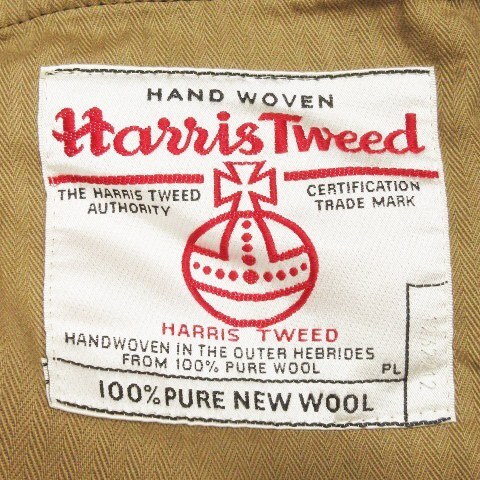 HAND WOVEN
Harris Tweed
THE HARRIS TWEED AUTHORITY
CERTIFICATION TRADE MARK
HARRIS TWEED
HANDWOVEN IN THE OUTER HEBRIDES
FROM 100% PURE WOOL
PL
100% PURE NEW WOOL